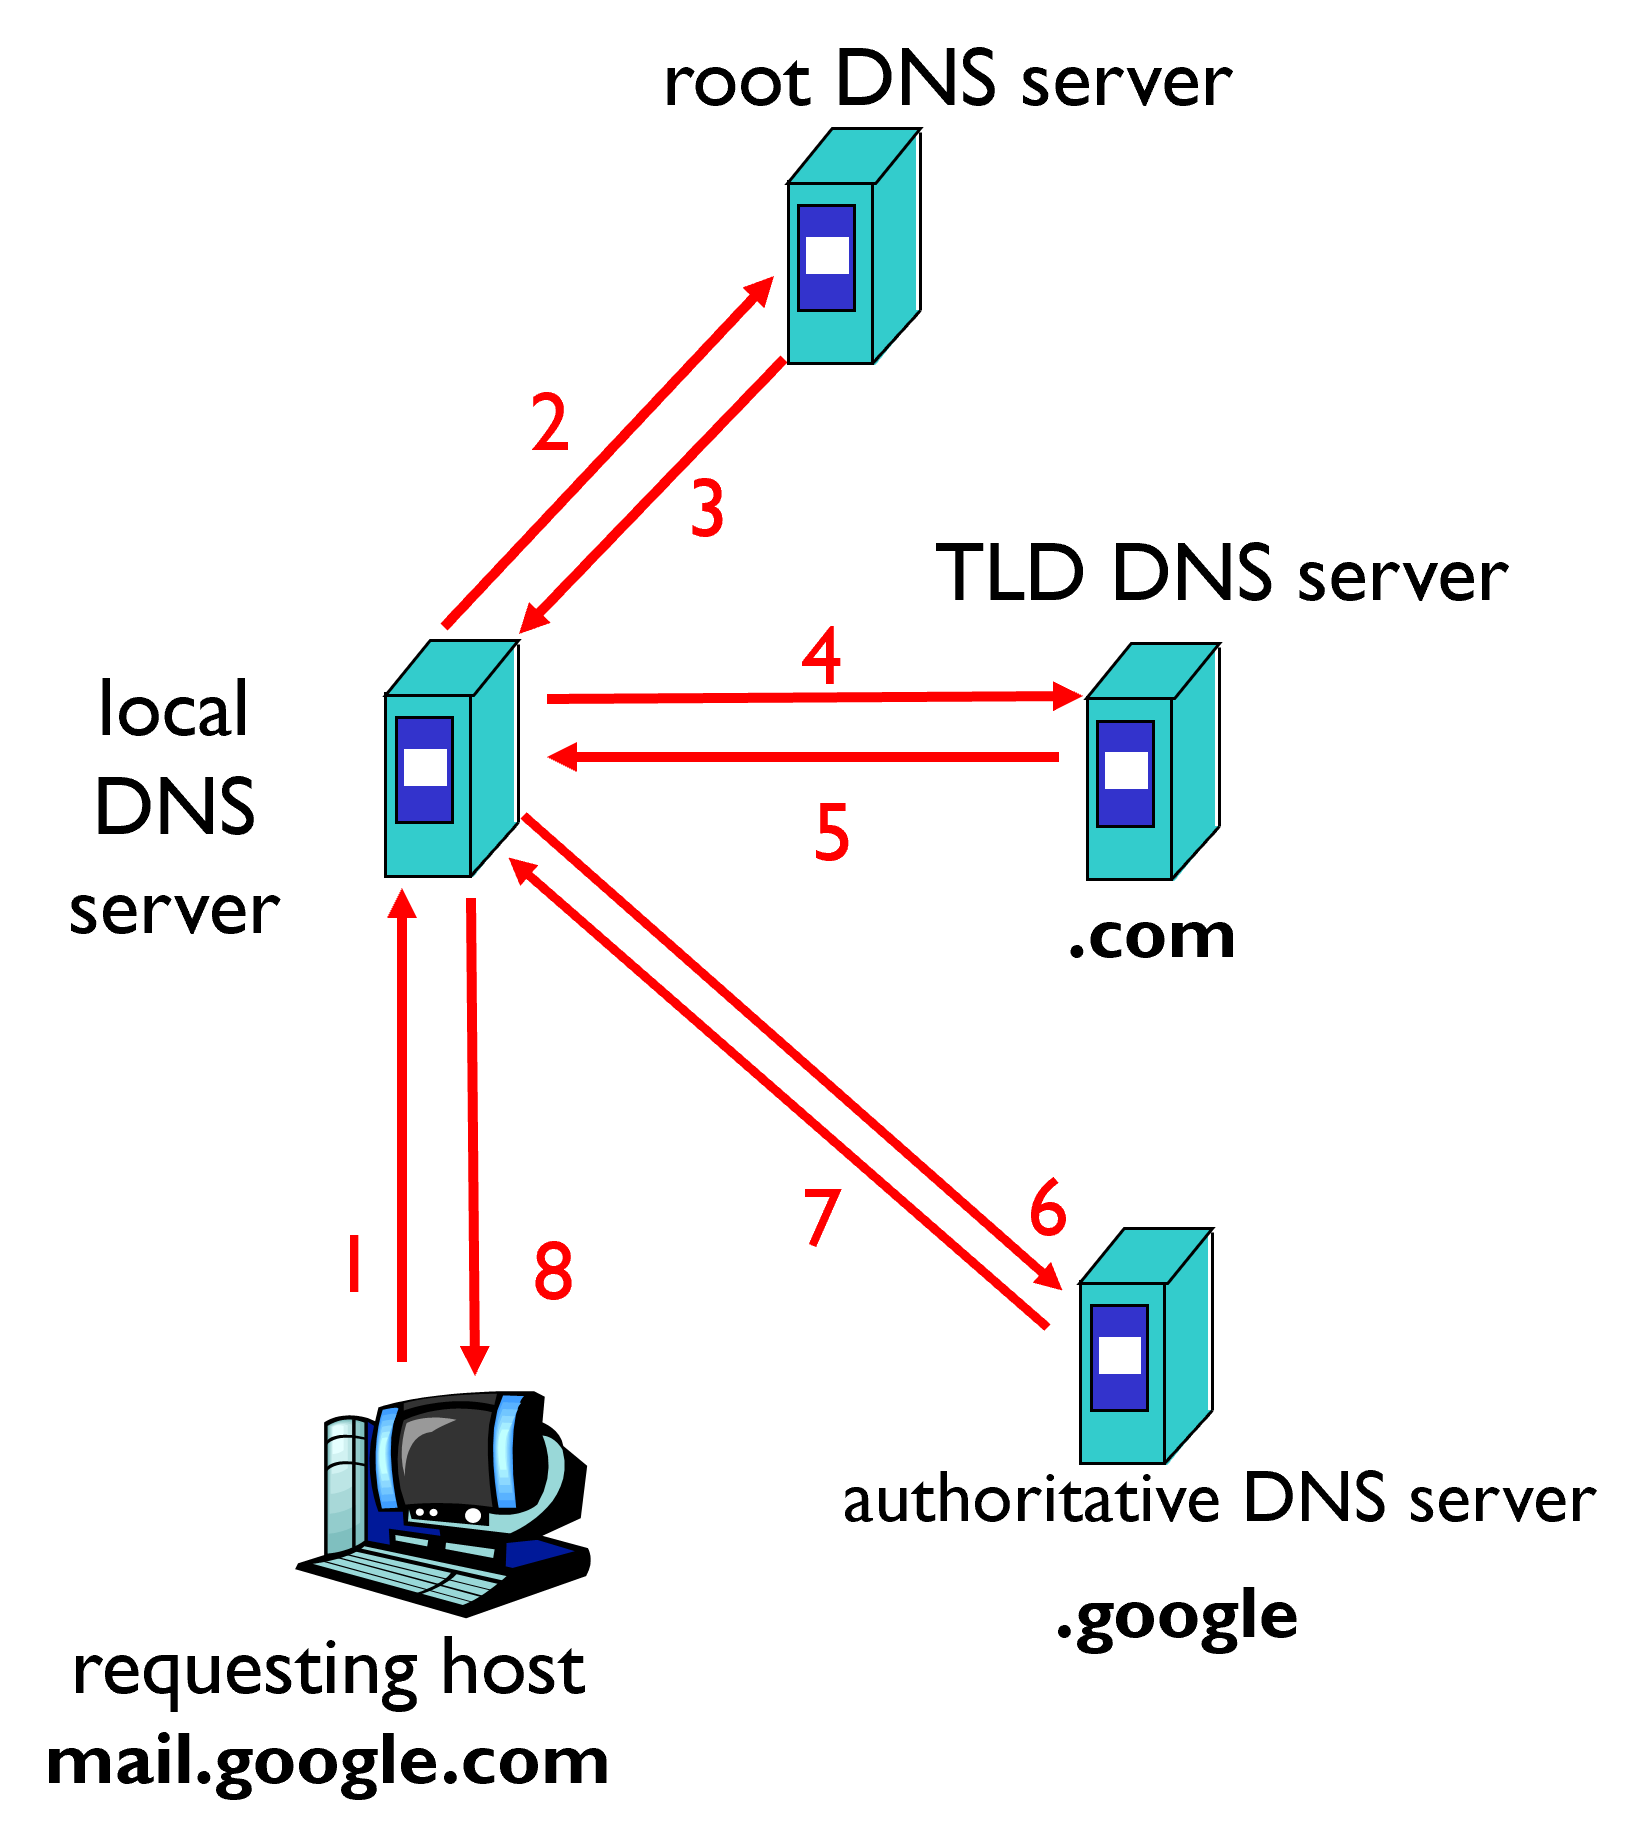 root DNS server
2
3
TLD DNS server
4
local
DNS
server
5
.com
7
6
1
8
authoritative DNS server
.google
requesting host
mail.google.com